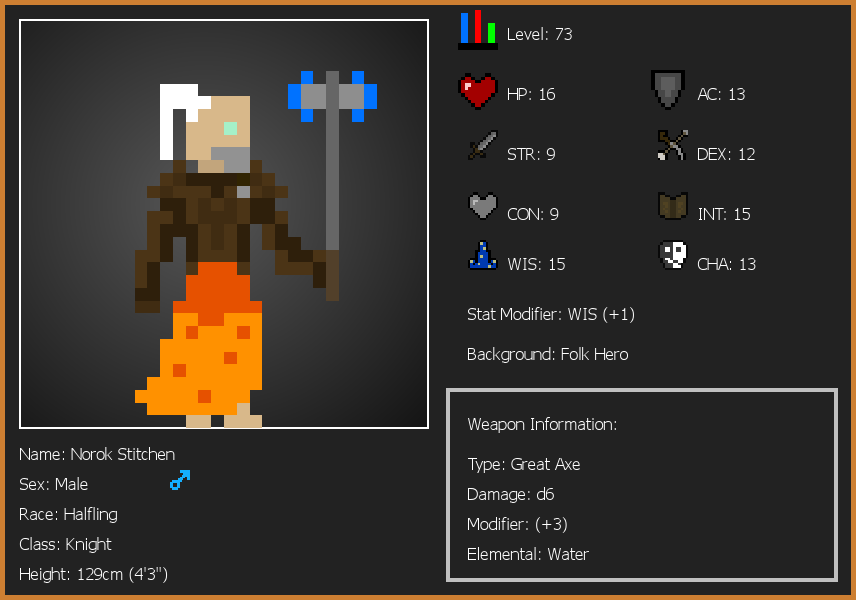 Level: 73
HP: 16
AC: 13
STR: 9
DEX: 12
CON: 9
INT: 15
WIS: 15
CHA: 13
Stat Modifier: WIS (+1)
Background: Folk Hero
Weapon Information:
Type: Great Axe
Damage: d6
Modifier: (+3)
Elemental: Water
Name: Norok Stitchen
Sex: Male
Race: Halfling
Class: Knight
Height: 129cm (4'3")